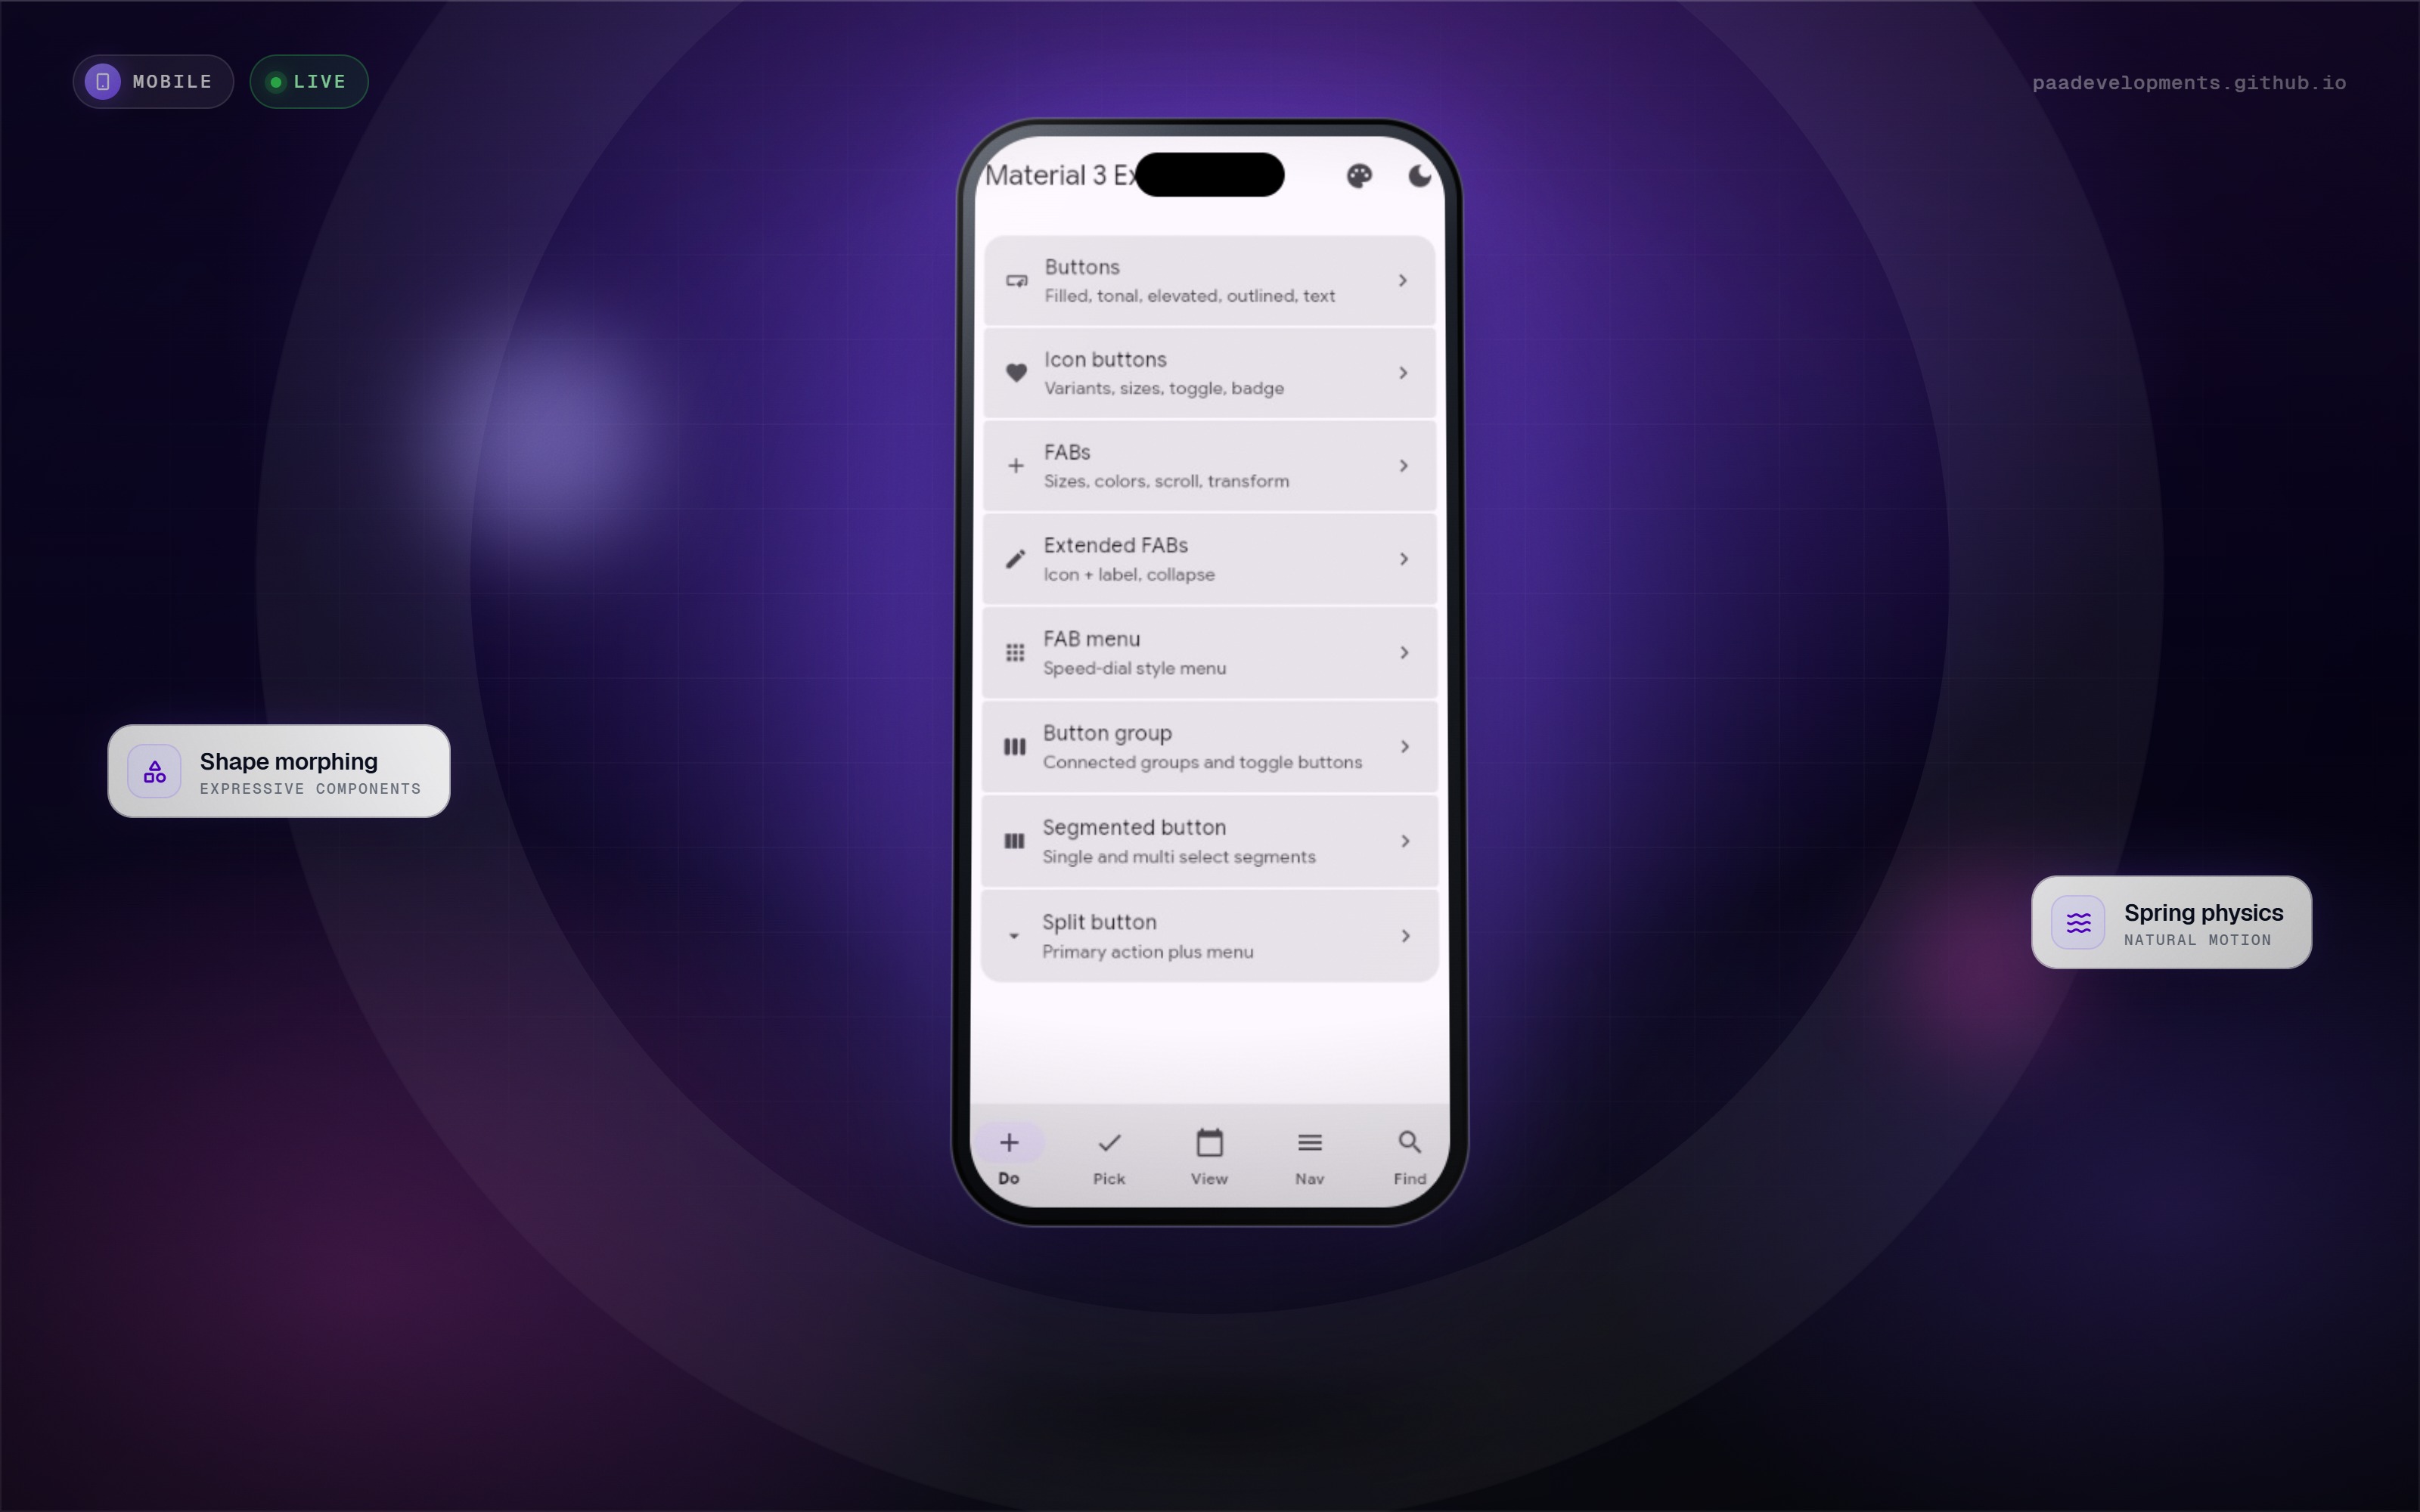 MOBILE
LIVE
paadevelopments.github.io
Material 3 Ex
Buttons
Filled, tonal, elevated, outlined, text
Icon buttons
Variants, sizes, toggle, badge
FABs
Sizes, colors, scroll, transform
Extended FABs
Icon + label, collapse
FAB menu
Speed-dial style menu
Button group
Connected groups and toggle buttons
Segmented button
Single and multi select segments
Split button
Primary action plus menu
Shape morphing
EXPRESSIVE COMPONENTS
Spring physics
NATURAL MOTION
Do
Pick
View
Nav
Find